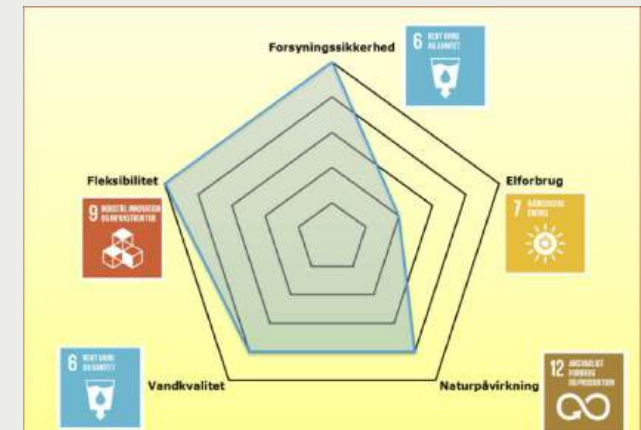 Forsyningssikkerhed
6 RENT VAND
OG SANITET
Fleksibilitet
Elforbrug
9 INDUSTRI, INNOVATION
OG INFRASTRUKTUR
7
ENERGI
6 RENT VAND
OG SANITET
Vandkvalitet
Naturpåvirkning
12 ANSVARLIGT
FORBRUG
OG PRODUKTION